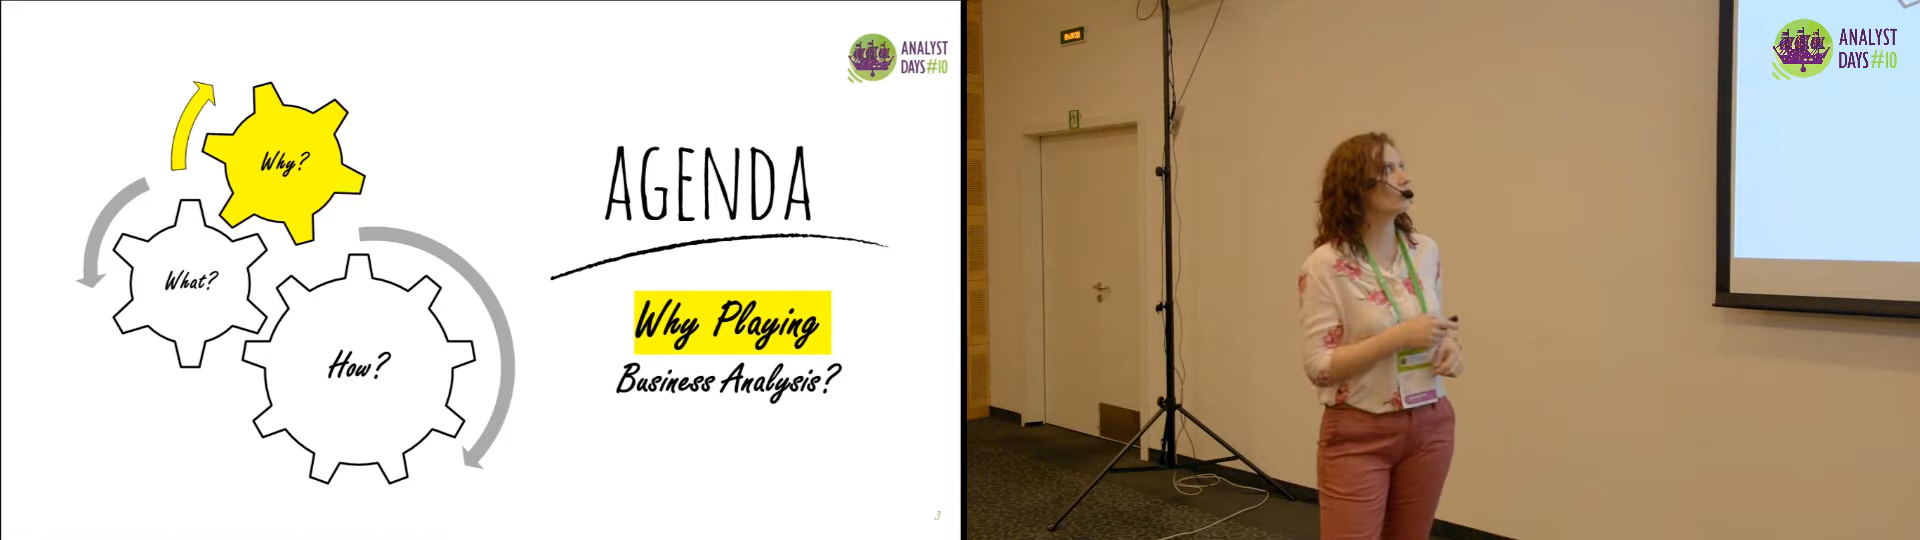 ANALYST
DAYS#10
Why?
What?
How?
AGENDA
Why Playing
Business Analysis?
3
ANALYST
DAYS#10